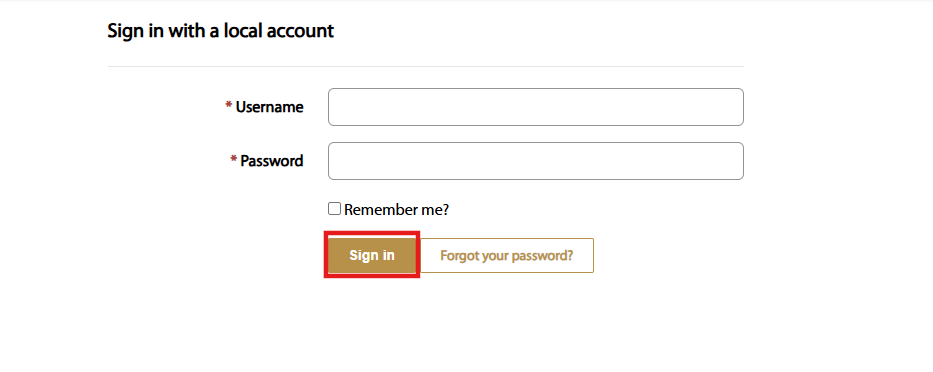 Sign in with a local account
* Username
* Password
Remember me?
Sign in Forgot your password?